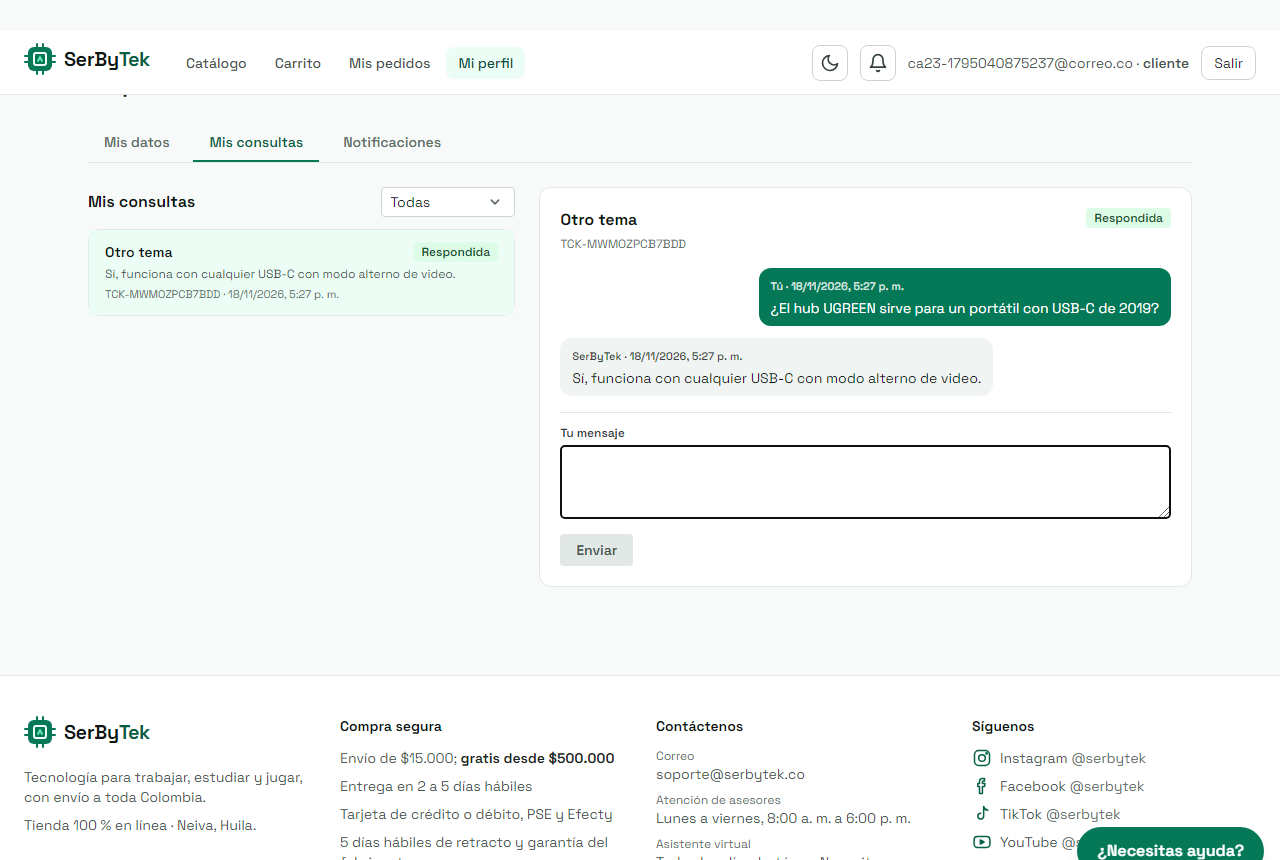 SerByTek
Catálogo
Carrito
Mis pedidos
Mi perfil
ca23-1795040875237@correo.co · cliente
Salir
Mis datos
Mis consultas
Notificaciones
Mis consultas
Todas
Otro tema
Respondida
Sí, funciona con cualquier USB-C con modo alterno de video.
TCK-MWMOZPCB7BDD · 18/11/2026, 5:27 p. m.
Otro tema
Respondida
TCK-MWMOZPCB7BDD
Tú · 18/11/2026, 5:27 p. m.
¿El hub UGREEN sirve para un portátil con USB-C de 2019?
SerByTek · 18/11/2026, 5:27 p. m.
Sí, funciona con cualquier USB-C con modo alterno de video.
Tu mensaje
Enviar
SerByTek
Tecnología para trabajar, estudiar y jugar,
con envío a toda Colombia.
Tienda 100 % en línea · Neiva, Huila.
Compra segura
Envío de $15.000; gratis desde $500.000
Entrega en 2 a 5 días hábiles
Tarjeta de crédito o débito, PSE y Efecty
5 días hábiles de retracto y garantía del
Contáctenos
Correo
soporte@serbytek.co
Atención de asesores
Lunes a viernes, 8:00 a. m. a 6:00 p. m.
Asistente virtual
Síguenos
Instagram @serbytek
Facebook @serbytek
TikTok @serbytek
YouTube
¿Necesitas ayuda?